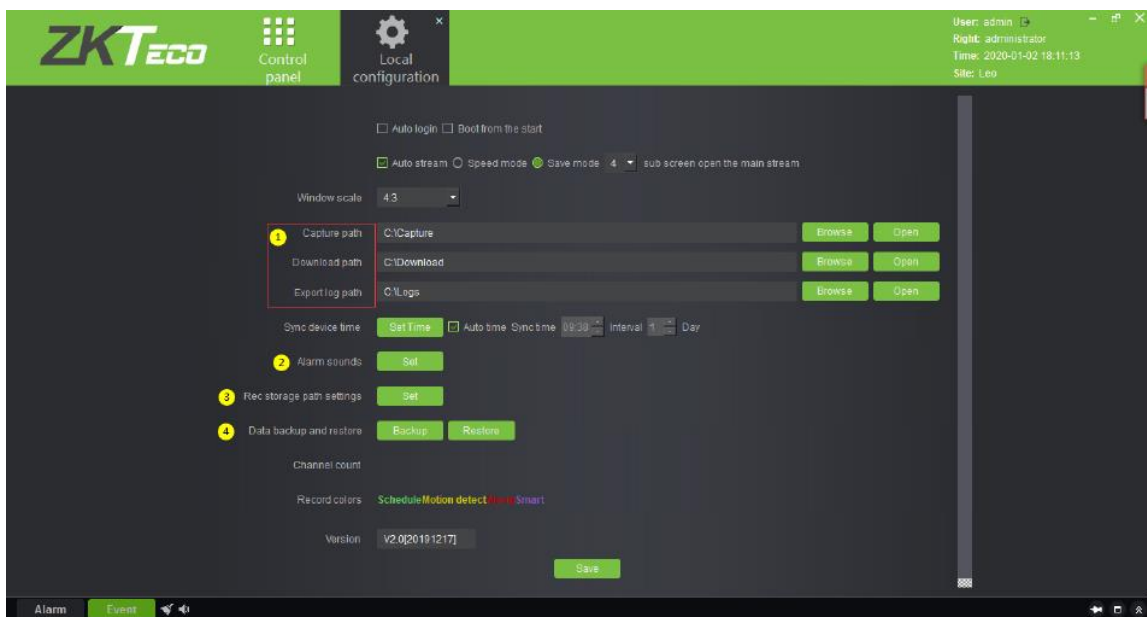 ZKTECO
Control panel
Local configuration
User: admin
Right: administrator
Time: 2020-01-02 18:11:13
Site: Leo
Auto login Boot from the start
Auto stream Speed mode Save mode 4 sub screen open the main stream
Window scale 4:3
1 Capture path C:\Capture Browse Open
Download path C:\Download Browse Open
Export log path C:\Logs Browse Open
Sync device time Set Time Auto time Sync time 09:38 Interval 1 Day
2 Alarm sounds Set
3 Rec storage path settings Set
4 Data backup and restore Backup Restore
Channel count
Record colors Schedule Motion detect Smart
Version V2.0[20191217]
Save
Alarm Event